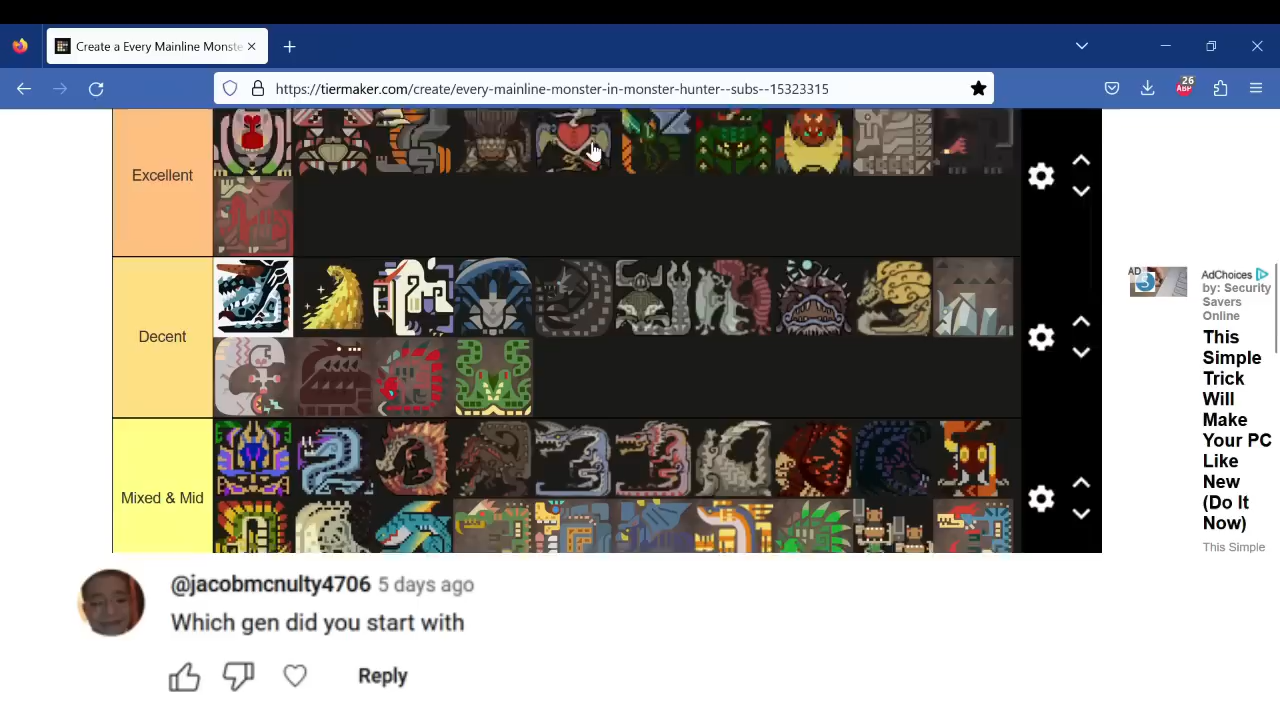 Create a Every Mainline Monste
26
ABP
https://tiermaker.com/create/every-mainline-monster-in-monster-hunter--subs--15323315
Excellent
Decent
Mixed & Mid
AD
AdChoices
by: Security
Savers
Online
This
Simple
Trick
Will
Make
Your PC
Like
New
(Do It
Now)
This Simple
@jacobmcnulty4706 5 days ago
Which gen did you start with
Reply